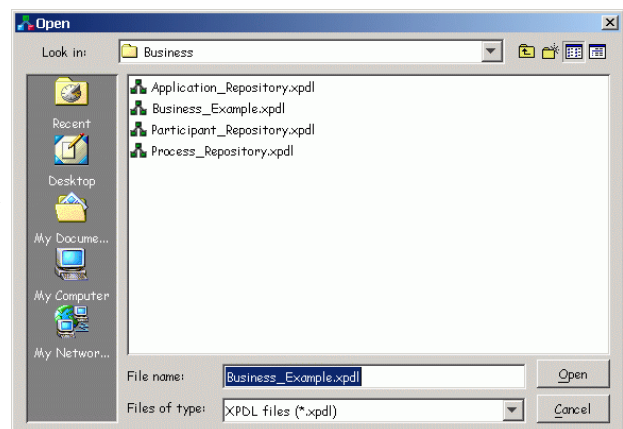 Open
Look in:
Business
Recent
Desktop
My Docume...
My Computer
My Networ...
Application_Repository.xpdl
Business_Example.xpdl
Participant_Repository.xpdl
Process_Repository.xpdl
File name:
Business_Example.xpdl
Open
Files of type:
XPDL files (*.xpdl)
Cancel